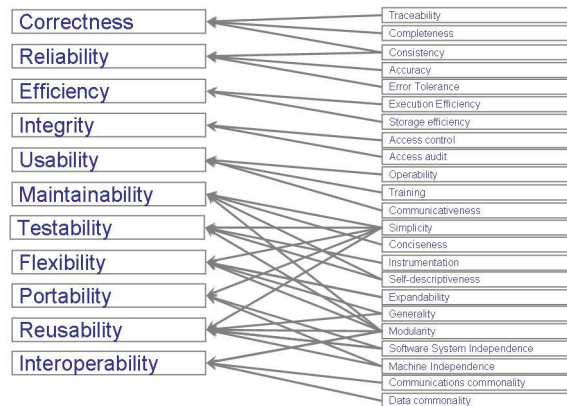 Correctness
Reliability
Efficiency
Integrity
Usability
Maintainability
Testability
Flexibility
Portability
Reusability
Interoperability
Traceability
Completeness
Consistency
Accuracy
Error Tolerance
Execution Efficiency
Storage efficiency
Access control
Access audit
Operability
Training
Communicativeness
Simplicity
Conciseness
Instrumentation
Self-descriptiveness
Expandability
Generality
Modularity
Software System Independence
Machine Independence
Communications commonality
Data commonality